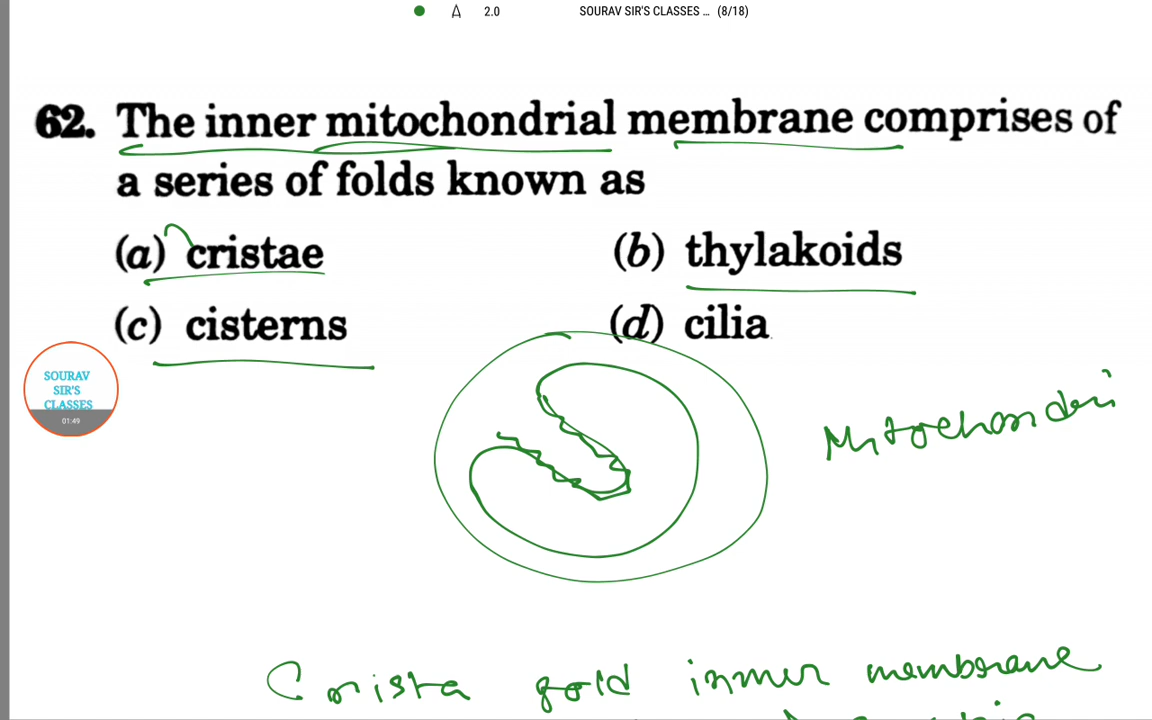 2.0 SOURAV SIR'S CLASSES ... (8/18)
62. The inner mitochondrial membrane comprises of
a series of folds known as
(a) cristae (b) thylakoids
(c) cisterns (d) cilia
SOURAV
SIR'S
CLASSES
01:49
Mitochondri
Crista fold inner membrane